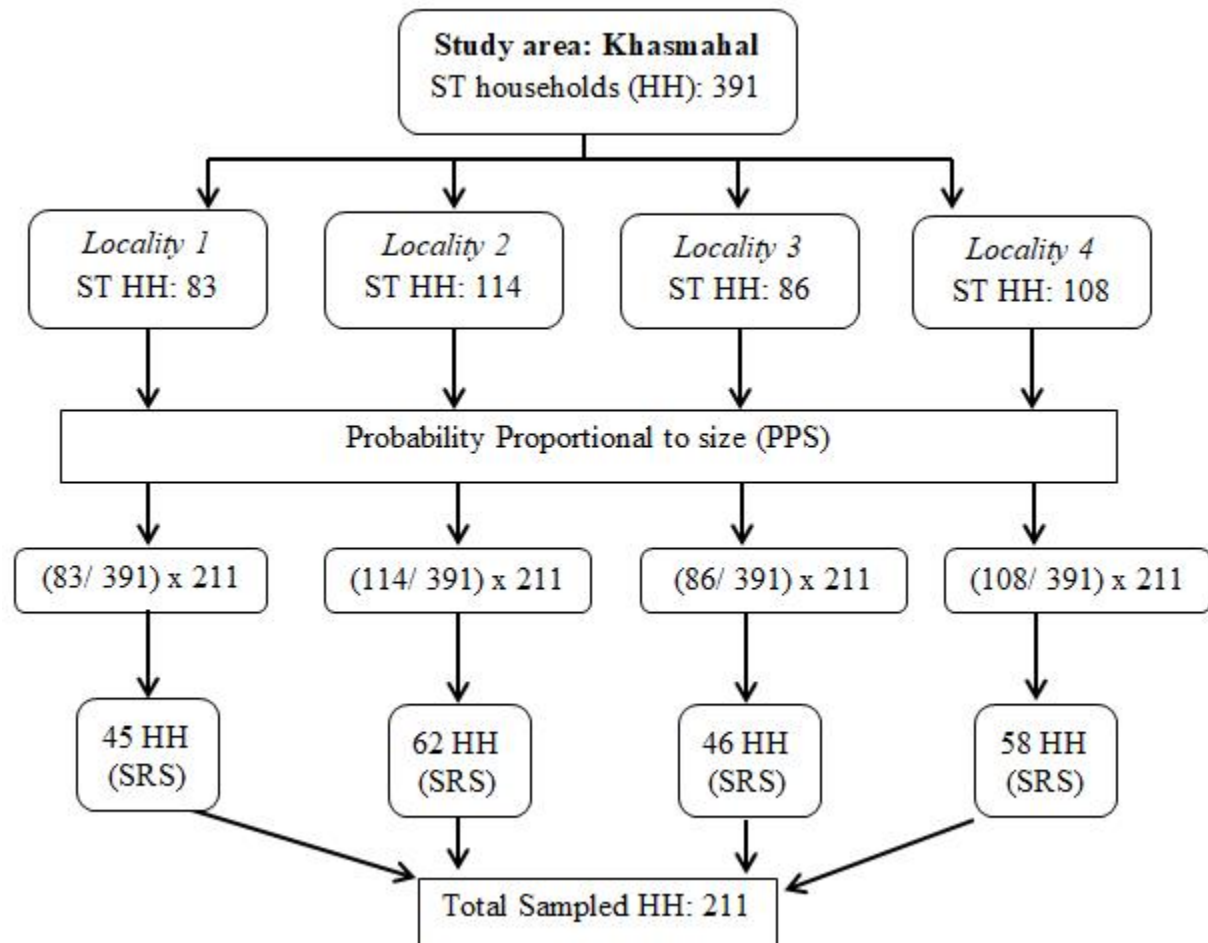 Study area: Khasmahal
ST households (HH): 391
Locality 1
ST HH: 83
Locality 2
ST HH: 114
Locality 3
ST HH: 86
Locality 4
ST HH: 108
Probability Proportional to size (PPS)
(83/ 391) x 211
(114/ 391) x 211
(86/ 391) x 211
(108/ 391) x 211
45 HH
(SRS)
62 HH
(SRS)
46 HH
(SRS)
58 HH
(SRS)
Total Sampled HH: 211